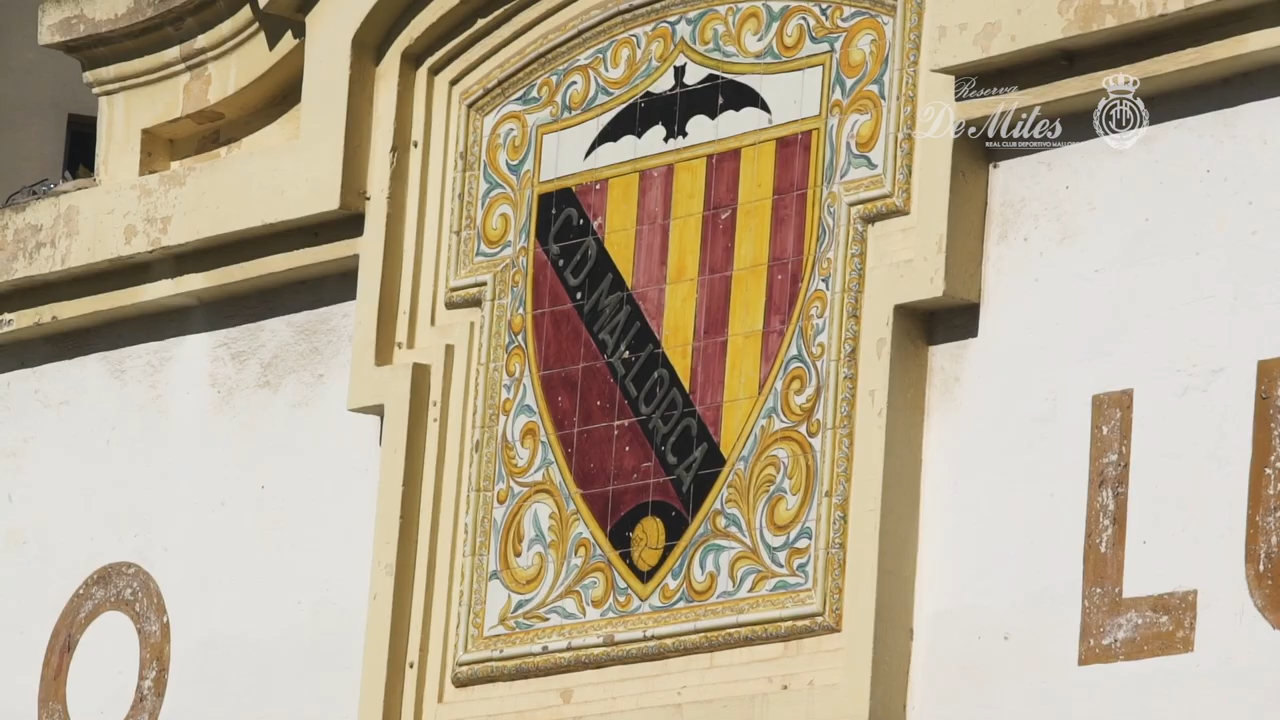 Reserva
De Miles
REAL CLUB DEPORTIVO MALLORCA
C.D. MALLORCA
O
LU